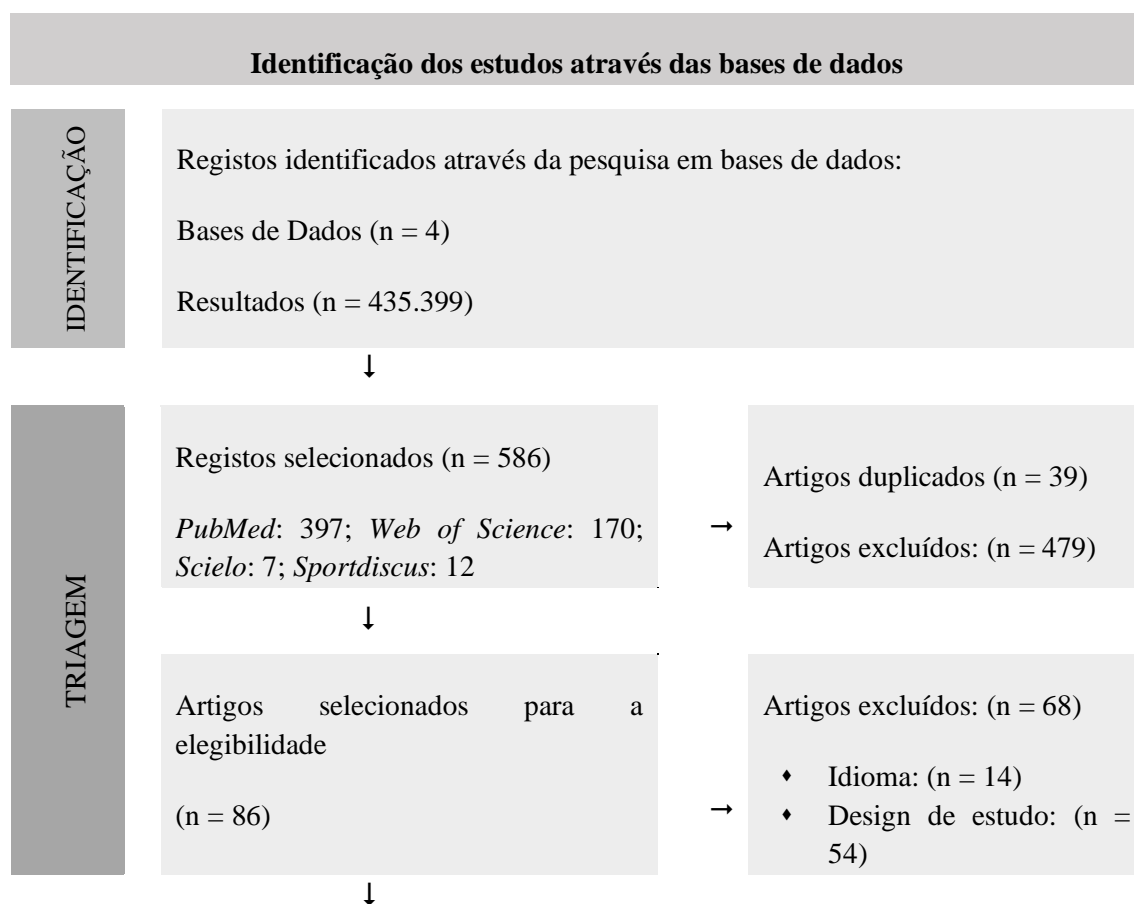 Identificação dos estudos através das bases de dados
IDENTIFICAÇÃO
Registos identificados através da pesquisa em bases de dados:
Bases de Dados (n = 4)
Resultados (n = 435.399)
↓
TRIAGEM
Registos selecionados (n = 586)
PubMed: 397; Web of Science: 170;
Scielo: 7; Sportdiscus: 12
→
Artigos duplicados (n = 39)
Artigos excluídos: (n = 479)
↓
Artigos selecionados para a
elegibilidade
(n = 86)
→
Artigos excluídos: (n = 68)
♦ Idioma: (n = 14)
♦ Design de estudo: (n =
54)
↓